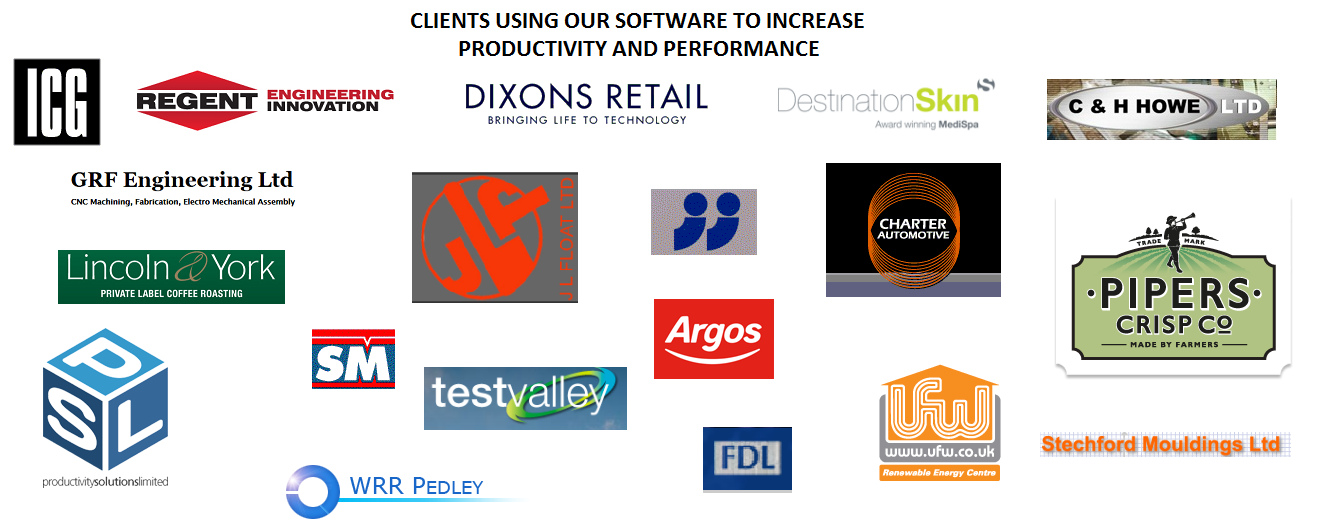 CLIENTS USING OUR SOFTWARE TO INCREASE
PRODUCTIVITY AND PERFORMANCE
ICG
REGENT ENGINEERING
INNOVATION
DIXONS RETAIL
BRINGING LIFE TO TECHNOLOGY
DestinationSkin S
Award winning MediSpa
C & H HOWE LTD
GRF Engineering Ltd
CNC Machining, Fabrication, Electro Mechanical Assembly
JLF
J L FLOAT LTD
jj
CHARTER
AUTOMOTIVE
TRADE MARK
·PIPERS·
CRISP CO
MADE BY FARMERS
Lincoln & York
PRIVATE LABEL COFFEE ROASTING
PSL
productivitysolutionslimited
SM
testvalley
Argos
FDL
ufw
www.ufw.co.uk
Renewable Energy Centre
Stechford Mouldings Ltd
WRR PEDLEY